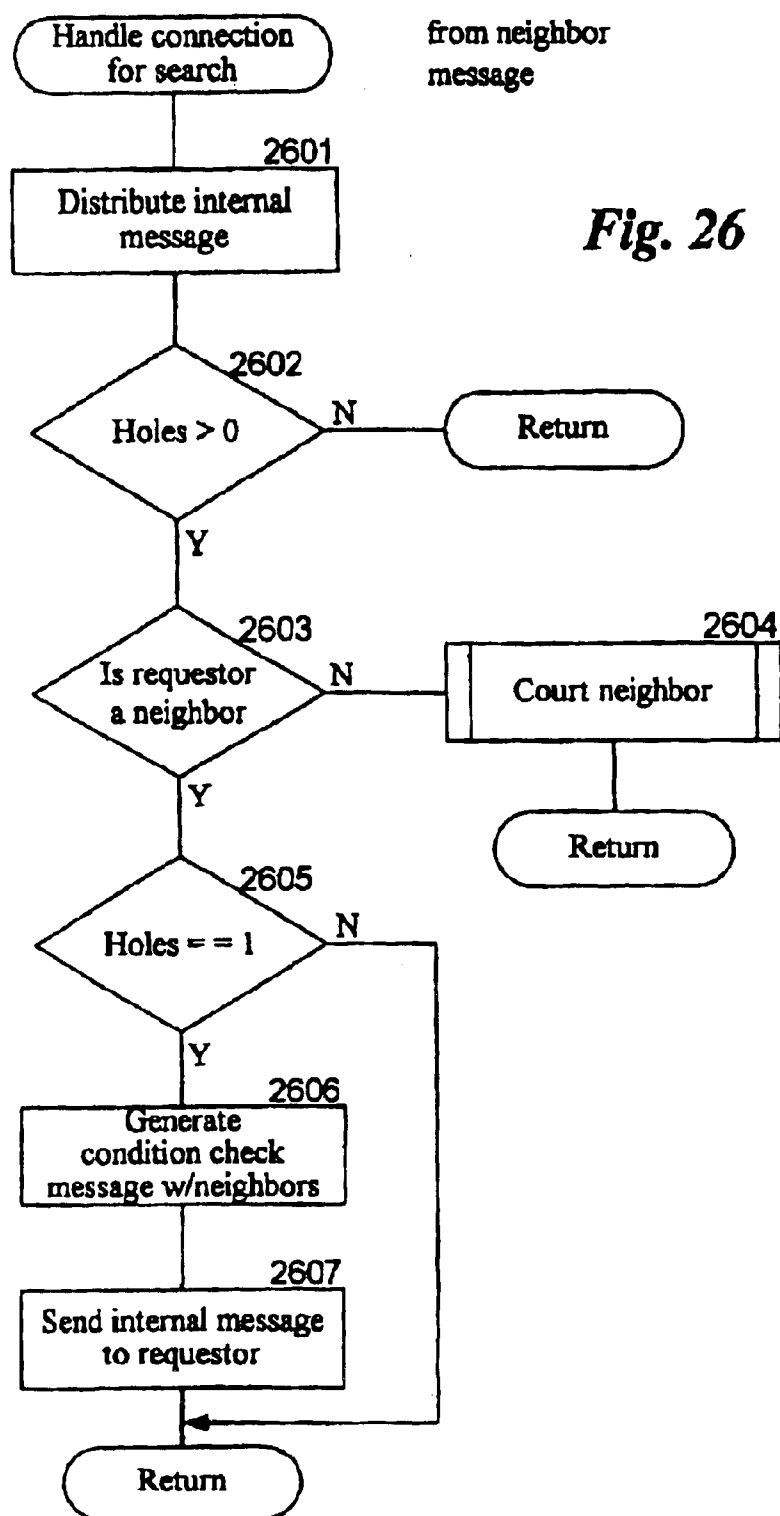 Handle connection
for search
from neighbor
message
2601
Distribute internal
message
Fig. 26
2602
Holes > 0
N
Return
Y
2603
Is requestor
a neighbor
N
2604
Court neighbor
Return
Y
2605
Holes = = 1
N
Y
2606
Generate
condition check
message w/neighbors
2607
Send internal message
to requestor
Return